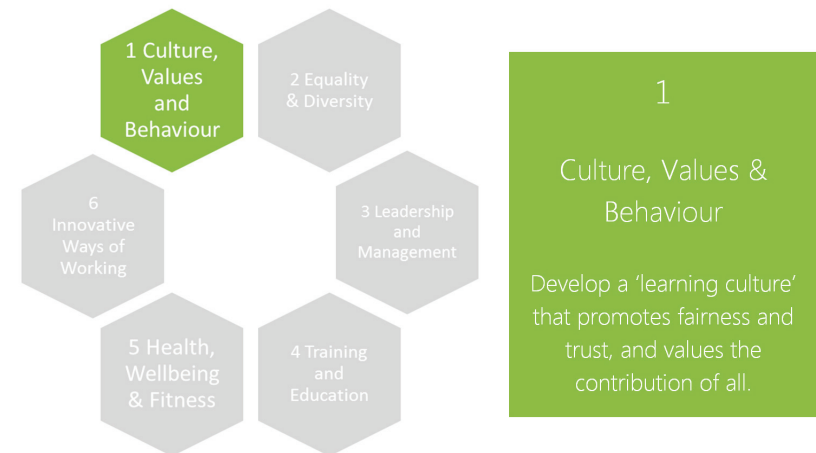 1 Culture,
Values
and
Behaviour
2 Equality
& Diversity
3 Leadership
and
Management
4 Training
and
Education
5 Health,
Wellbeing
& Fitness
6
Innovative
Ways of
Working
1
Culture, Values &
Behaviour
Develop a ‘learning culture’
that promotes fairness and
trust, and values the
contribution of all.